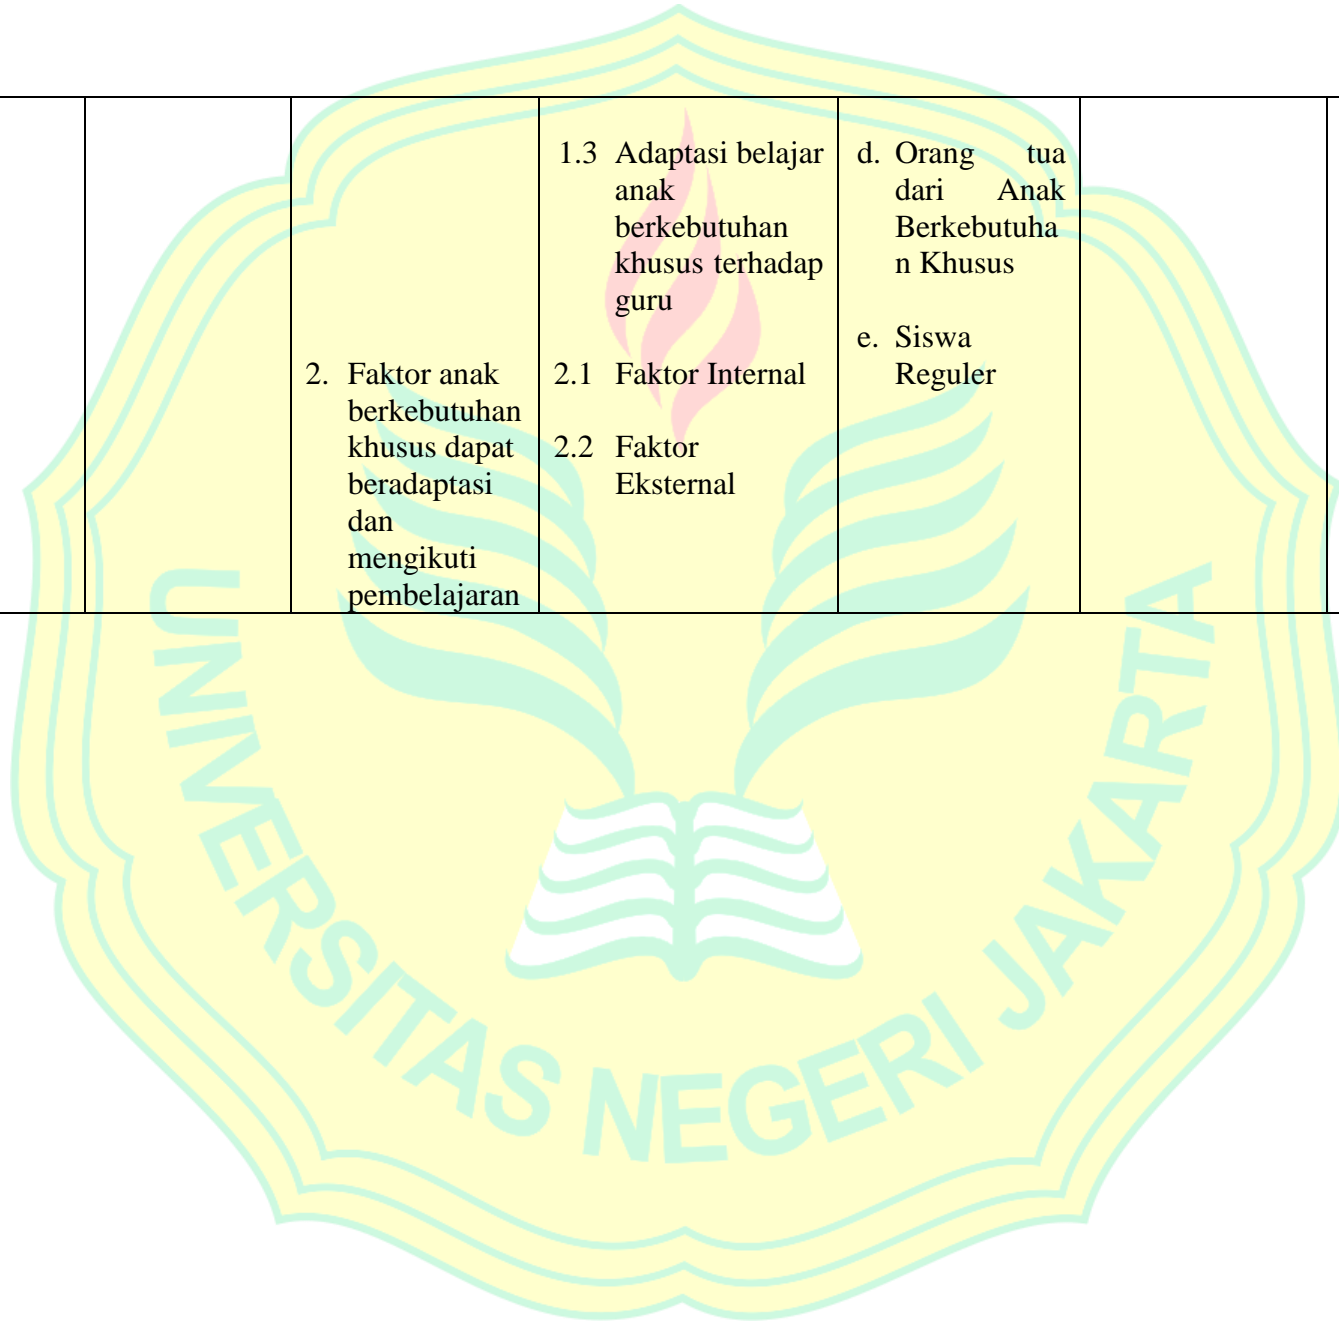 2. Faktor anak
berkebutuhan
khusus dapat
beradaptasi
dan
mengikuti
pembelajaran
1.3 Adaptasi belajar
anak
berkebutuhan
khusus terhadap
guru
2.1 Faktor Internal
2.2 Faktor
Eksternal
d. Orang tua
dari Anak
Berkebutuha
n Khusus
e. Siswa
Reguler
UNIVERSITAS NEGERI JAKARTA